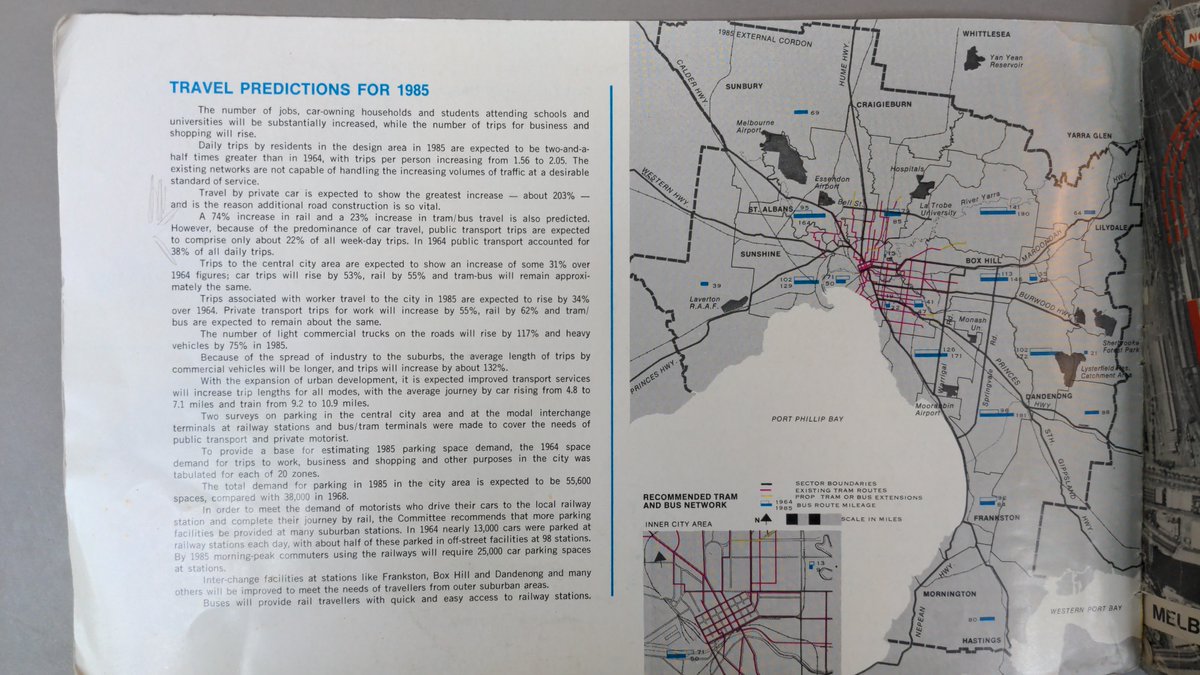 TRAVEL PREDICTIONS FOR 1985
The number of jobs, car-owning households and students attending schools and
universities will be substantially increased, while the number of trips for business and
shopping will rise.
Daily trips by residents in the design area in 1985 are expected to be two-and-a-
half times greater than in 1964, with trips per person increasing from 1.56 to 2.05. The
existing networks are not capable of handling the increasing volumes of traffic at a desirable
standard of service.
Travel by private car is expected to show the greatest increase — about 203% —
and is the reason additional road construction is so vital.
A 74% increase in rail and a 23% increase in tram/bus travel is also predicted.
However, because of the predominance of car travel, public transport trips are expected
to comprise only about 22% of all week-day trips. In 1964 public transport accounted for
38% of all daily trips.
Trips to the central city area are expected to show an increase of some 31% over
1964 figures; car trips will rise by 53%, rail by 55% and tram-bus will remain approxi-
mately the same.
Trips associated with worker travel to the city in 1985 are expected to rise by 34%
over 1964. Private transport trips for work will increase by 55%, rail by 62% and tram/
bus are expected to remain about the same.
The number of light commercial trucks on the roads will rise by 117% and heavy
vehicles by 75% in 1985.
Because of the spread of industry to the suburbs, the average length of trips by
commercial vehicles will be longer, and trips will increase by about 132%.
With the expansion of urban development, it is expected improved transport services
will increase trip lengths for all modes, with the average journey by car rising from 4.8 to
7.1 miles and train from 9.2 to 10.9 miles.
Two surveys on parking in the central city area and at the modal interchange
terminals at railway stations and bus/tram terminals were made to cover the needs of
public transport and private motorist.
To provide a base for estimating 1985 parking space demand, the 1964 space
demand for trips to work, business and shopping and other purposes in the city was
tabulated for each of 20 zones.
The total demand for parking in 1985 in the city area is expected to be 55,600
spaces, compared with 38,000 in 1968.
In order to meet the demand of motorists who drive their cars to the local railway
station and complete their journey by rail, the Committee recommends that more parking
facilities be provided at many suburban stations. In 1964 nearly 13,000 cars were parked at
railway stations each day, with about half of these parked in off-street facilities at 98 stations.
By 1985 morning-peak commuters using the railways will require 25,000 car parking spaces
at stations.
Inter-change facilities at stations like Frankston, Box Hill and Dandenong and many
others will be improved to meet the needs of travellers from outer suburban areas.
Buses will provide rail travellers with quick and easy access to railway stations.
1985 EXTERNAL CORDON
HUME HWY.
WHITTLESEA
Yan Yean
Reservoir
CALDER HWY
SUNBURY
CRAIGIEBURN
69
Melbourne
Airport
YARRA GLEN
WESTERN HWY.
Essendon
Airport
Hospitals
HWY
Bell St.
ST. ALBANS
95
164
85
La Trobe
University
River Yarra
141
190
64
LILYDALE
MAROONDAH
SUNSHINE
BOX HILL
102
129
71
50
113
146
39
Laverton
R.A.A.F.
41
BURWOOD HWY
Monash
Un.
Sherbrooke
Forest Park
126
171
Rd.
102
172
21
Lysterfield Res.
Catchment Area
PRINCES HWY.
Warrigal
Springvale
PRINCES
HWY
DANDENONG
Moorabbin
Airport
PORT PHILLIP BAY
96
181
98
STH.
GIPPSLAND
HWY.
RECOMMENDED TRAM
AND BUS NETWORK
SECTOR BOUNDARIES
EXISTING TRAM ROUTES
PROP TRAM OR BUS EXTENSIONS
1964
1985
BUS ROUTE MILEAGE
N
SCALE IN MILES
FRANKSTON
INNER CITY AREA
13
71
50
HWY
NEPEAN
MORNINGTON
80
HASTINGS
WESTERN PORT BAY
NO
MELB